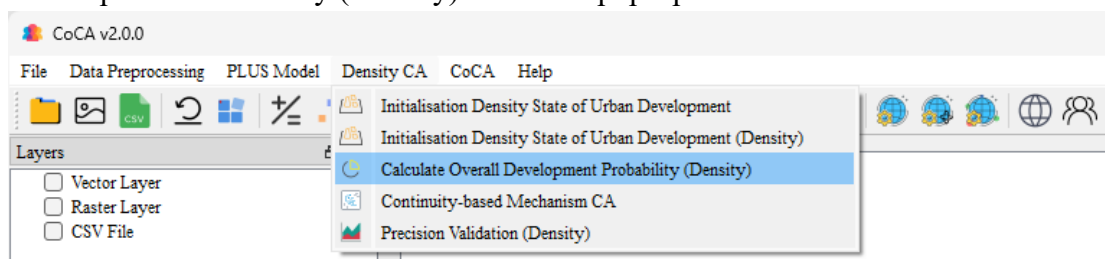 CoCA v2.0.0
File Data Preprocessing PLUS Model Density CA CoCA Help
csv
Layers
Initialisation Density State of Urban Development
Initialisation Density State of Urban Development (Density)
Calculate Overall Development Probability (Density)
Continuity-based Mechanism CA
Precision Validation (Density)
Vector Layer
Raster Layer
CSV File